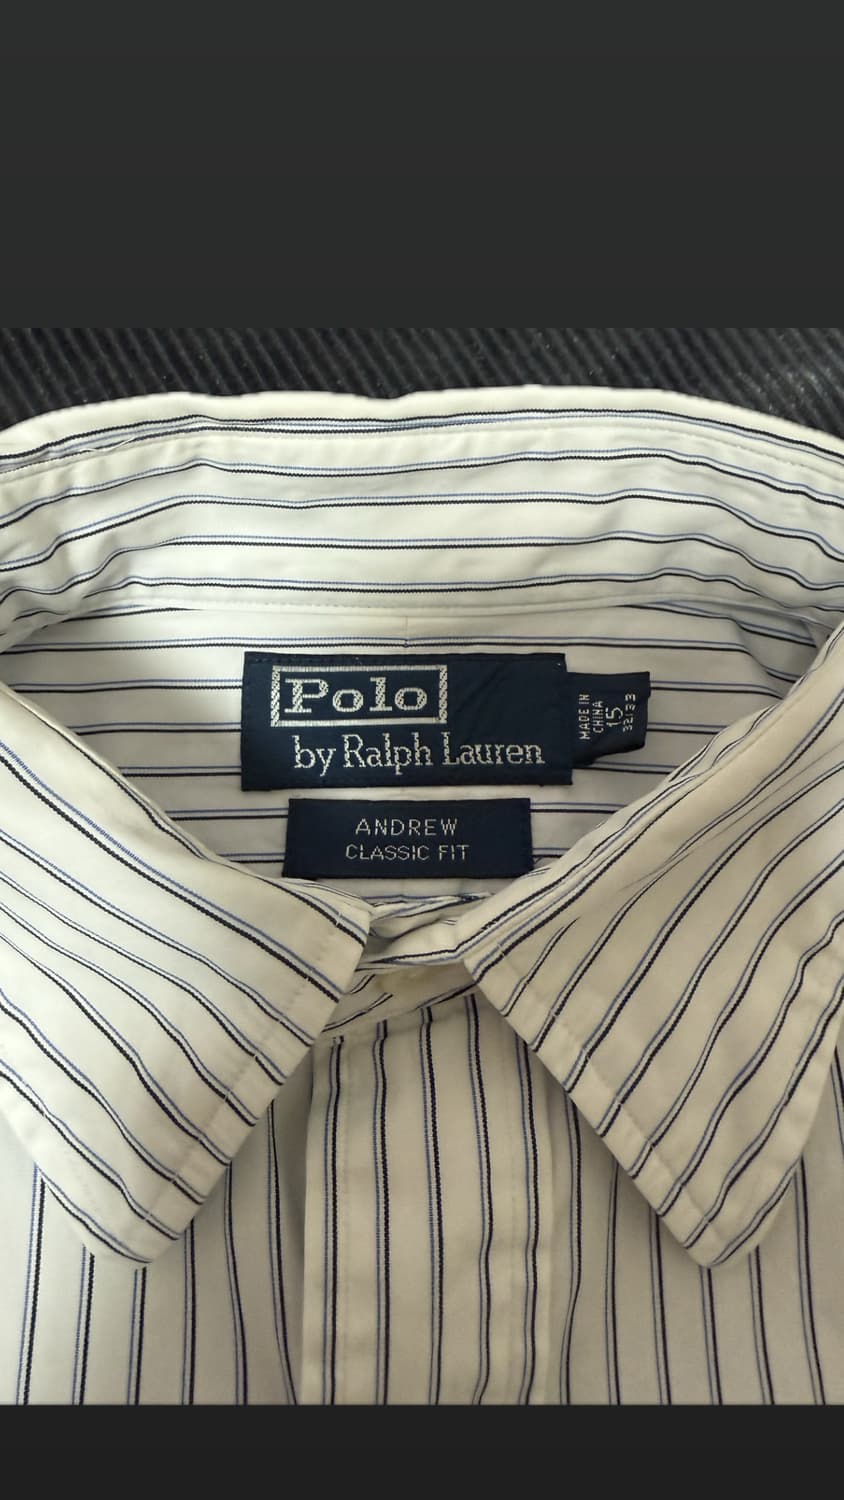 Polo
by Ralph Lauren
MADE IN
CHINA
15
32/33
ANDREW
CLASSIC FIT